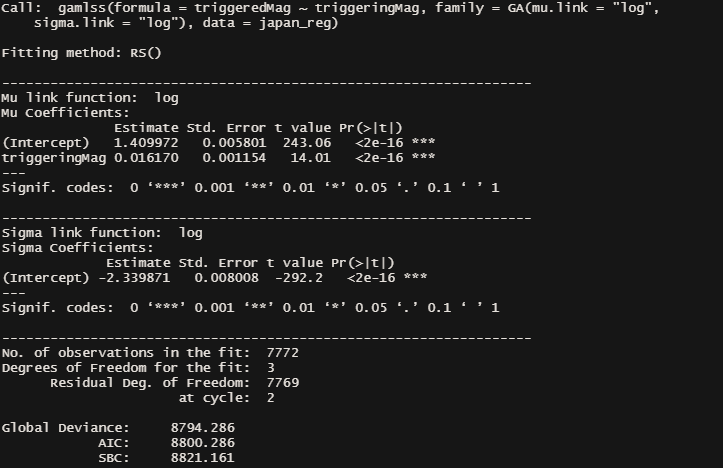 Call:  gamlss(formula = triggeredMag ~ triggeringMag, family = GA(mu.link = "log",
    sigma.link = "log"), data = japan_reg)
Fitting method: RS()
------------------------------------------------------------------
Mu link function:  log
Mu Coefficients:
              Estimate Std. Error t value Pr(>|t|)
(Intercept)   1.409972   0.005801  243.06   <2e-16 ***
triggeringMag 0.016170   0.001154   14.01   <2e-16 ***
---
Signif. codes:  0 ‘***’ 0.001 ‘**’ 0.01 ‘*’ 0.05 ‘.’ 0.1 ‘ ’ 1
------------------------------------------------------------------
Sigma link function:  log
Sigma Coefficients:
             Estimate Std. Error t value Pr(>|t|)
(Intercept) -2.339871   0.008008  -292.2   <2e-16 ***
---
Signif. codes:  0 ‘***’ 0.001 ‘**’ 0.01 ‘*’ 0.05 ‘.’ 0.1 ‘ ’ 1
------------------------------------------------------------------
No. of observations in the fit:  7772
Degrees of Freedom for the fit:  3
      Residual Deg. of Freedom:  7769
                      at cycle:  2
Global Deviance:     8794.286
            AIC:     8800.286
            SBC:     8821.161